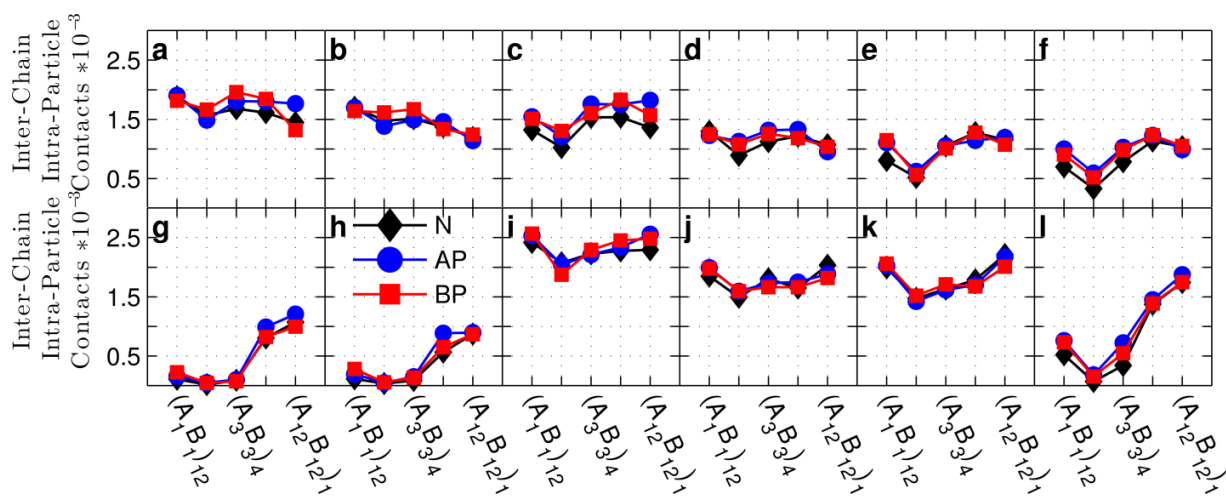 Inter-Chain
Intra-Particle
Contacts *10⁻³
2.5
1.5
0.5
a
b
c
d
e
f
Inter-Chain
Intra-Particle
Contacts *10⁻³
2.5
1.5
0.5
g
h
i
j
k
l
N
AP
BP
(A₁B₁)₁₂
(A₃B₃)₄
(A₁₂B₁₂)₁
(A₁B₁)₁₂
(A₃B₃)₄
(A₁₂B₁₂)₁
(A₁B₁)₁₂
(A₃B₃)₄
(A₁₂B₁₂)₁
(A₁B₁)₁₂
(A₃B₃)₄
(A₁₂B₁₂)₁
(A₁B₁)₁₂
(A₃B₃)₄
(A₁₂B₁₂)₁
(A₁B₁)₁₂
(A₃B₃)₄
(A₁₂B₁₂)₁